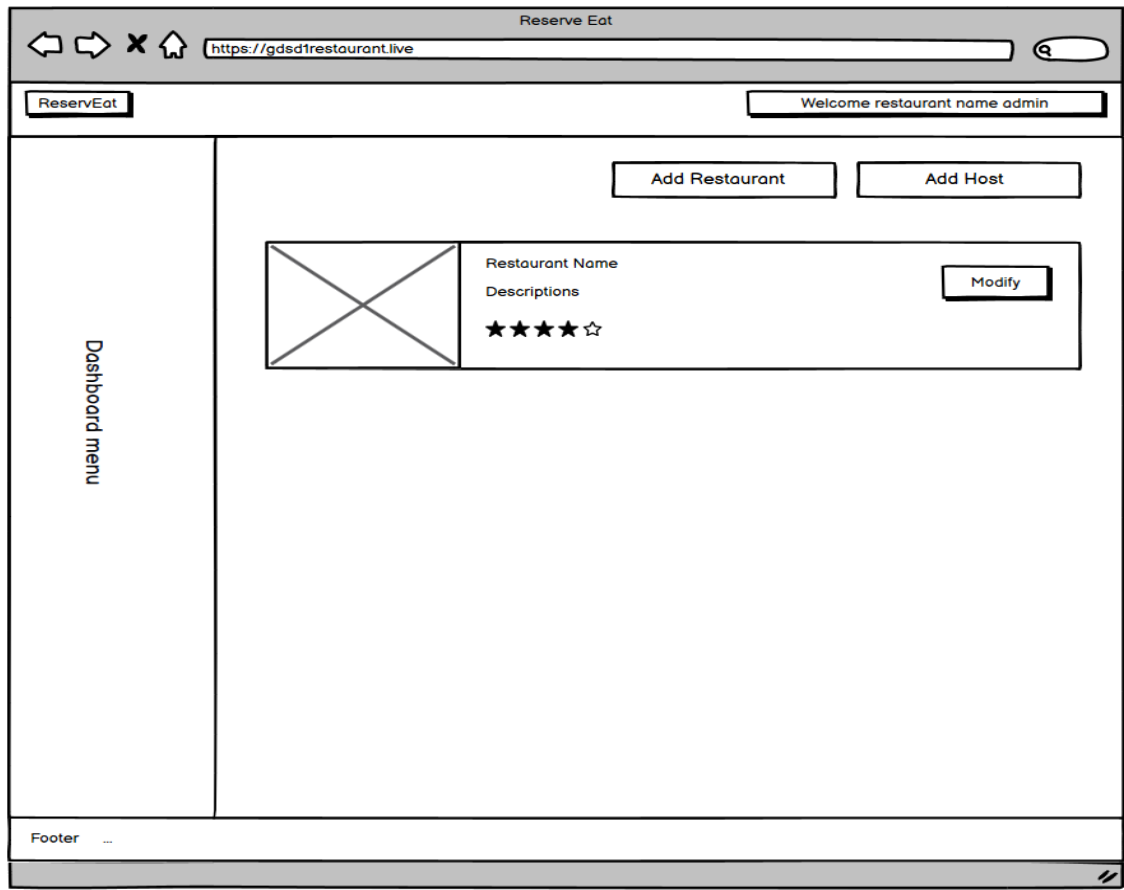 Reserve Eat
https://gdsd1restaurant.live
ReservEat
Welcome restaurant name admin
Add Restaurant
Add Host
Restaurant Name
Descriptions
Modify
Dashboard menu
Footer ...